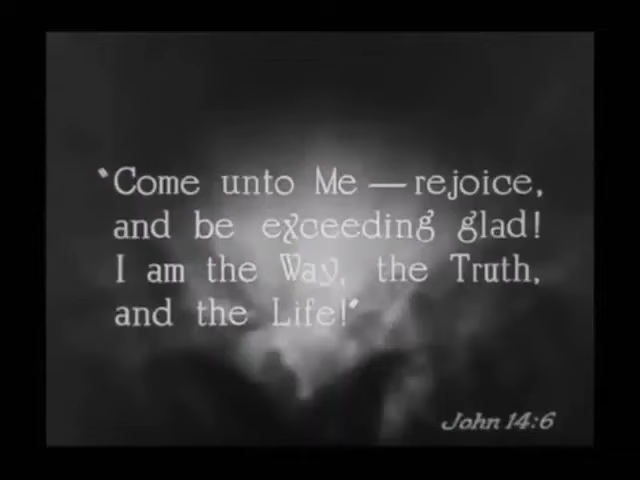 "Come unto Me — rejoice,
and be exceeding glad!
I am the Way, the Truth,
and the Life!"
John 14:6